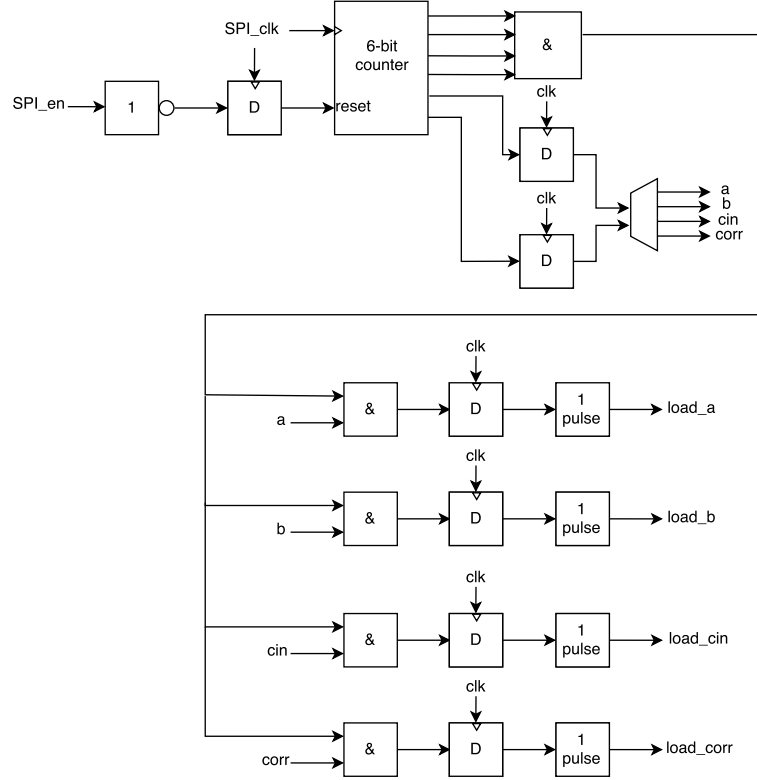 SPI_clk
6-bit
counter
&
SPI_en
1
D
reset
clk
D
a
b
cin
corr
clk
D
clk
&
D
1
pulse
load_a
a
clk
&
D
1
pulse
load_b
b
clk
&
D
1
pulse
load_cin
cin
clk
&
D
1
pulse
load_corr
corr